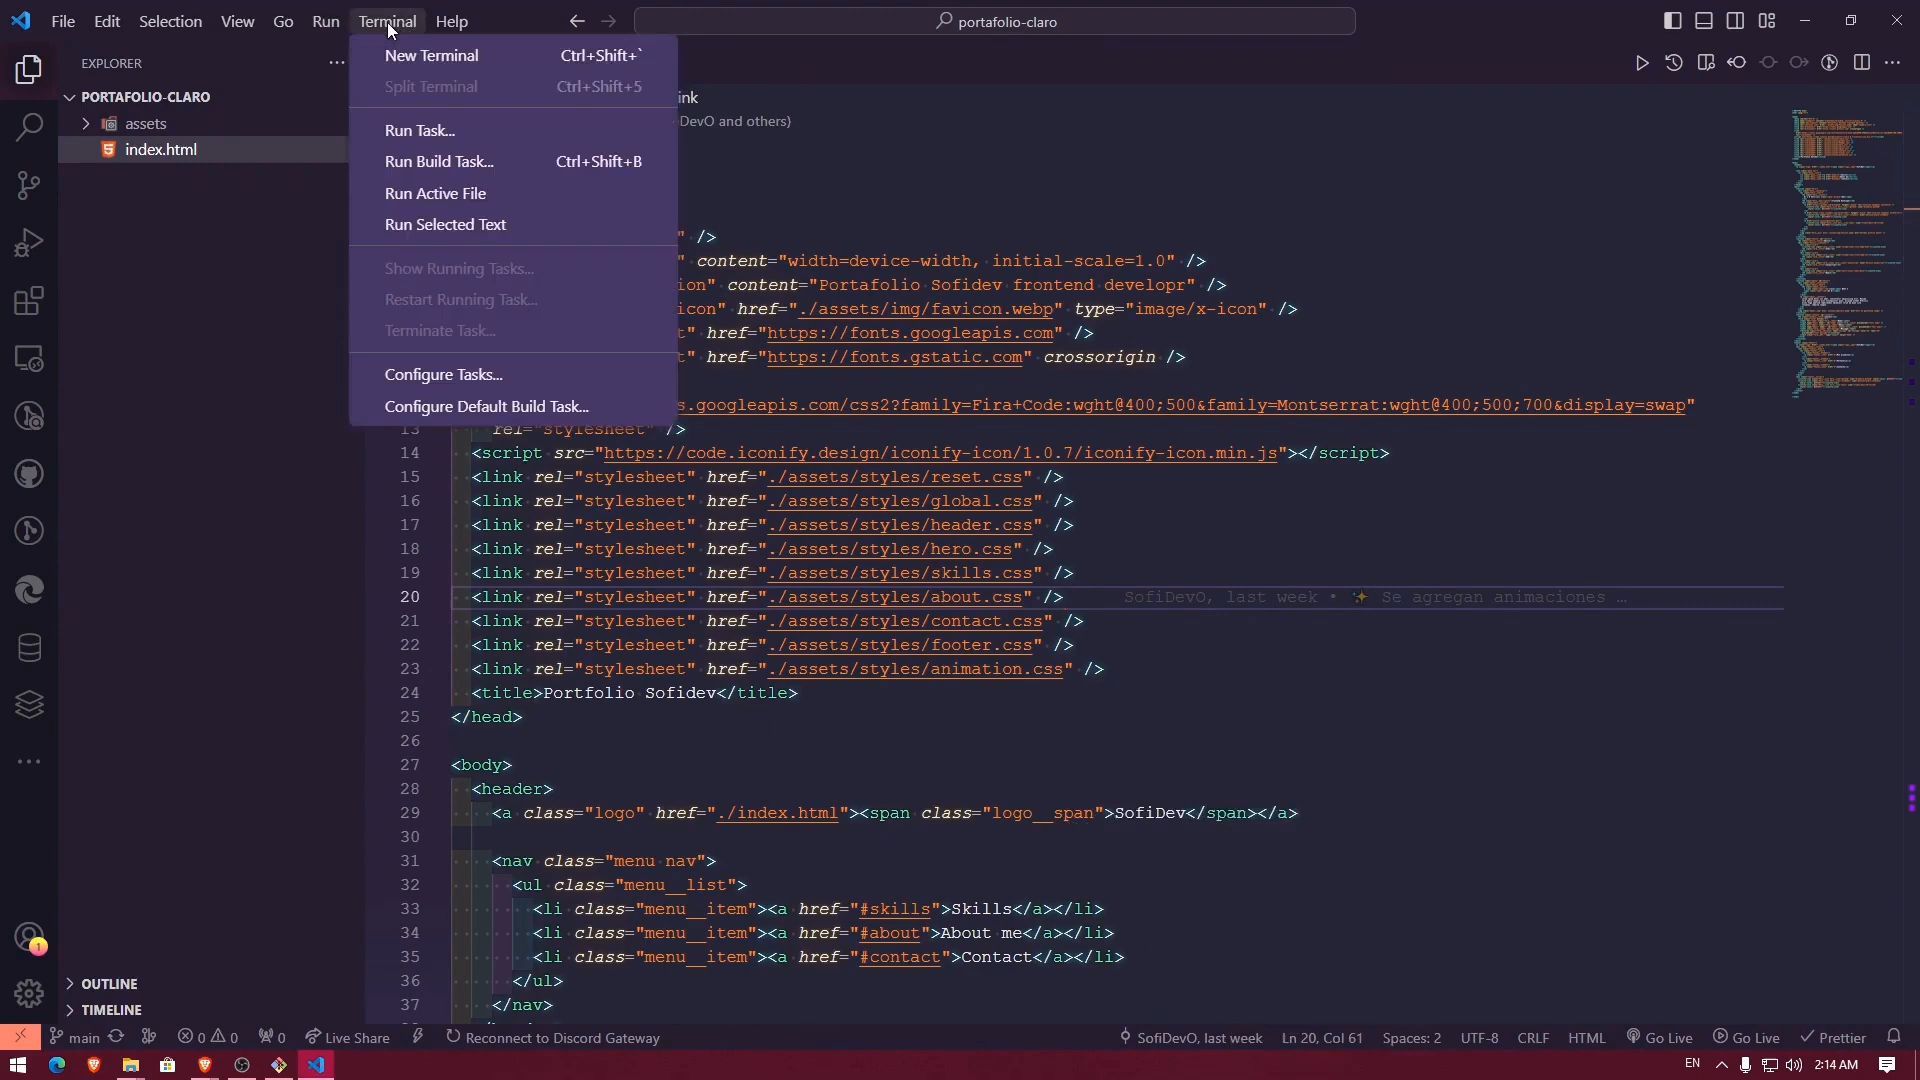 File Edit Selection View Go Run Terminal Help
portafolio-claro
EXPLORER
PORTAFOLIO-CLARO
assets
index.html
New Terminal Ctrl+Shift+`
Split Terminal Ctrl+Shift+5
Run Task...
Run Build Task... Ctrl+Shift+B
Run Active File
Run Selected Text
Show Running Tasks...
Restart Running Task...
Terminate Task...
Configure Tasks...
Configure Default Build Task...
ink
DevO and others)
" />
" content="width=device-width, initial-scale=1.0" />
ion" content="Portafolio Sofidev frontend developr" />
icon" href="./assets/img/favicon.webp" type="image/x-icon" />
t" href="https://fonts.googleapis.com" />
t" href="https://fonts.gstatic.com" crossorigin />
s.googleapis.com/css2?family=Fira+Code:wght@400;500&family=Montserrat:wght@400;500;700&display=swap"
13 rel="stylesheet" />
14 <script src="https://code.iconify.design/iconify-icon/1.0.7/iconify-icon.min.js"></script>
15 <link rel="stylesheet" href="./assets/styles/reset.css" />
16 <link rel="stylesheet" href="./assets/styles/global.css" />
17 <link rel="stylesheet" href="./assets/styles/header.css" />
18 <link rel="stylesheet" href="./assets/styles/hero.css" />
19 <link rel="stylesheet" href="./assets/styles/skills.css" />
20 <link rel="stylesheet" href="./assets/styles/about.css" /> SofiDevO, last week • ✨ Se agregan animaciones …
21 <link rel="stylesheet" href="./assets/styles/contact.css" />
22 <link rel="stylesheet" href="./assets/styles/footer.css" />
23 <link rel="stylesheet" href="./assets/styles/animation.css" />
24 <title>Portfolio Sofidev</title>
25 </head>
26
27 <body>
28 <header>
29 <a class="logo" href="./index.html"><span class="logo__span">SofiDev</span></a>
30
31 <nav class="menu nav">
32 <ul class="menu__list">
33 <li class="menu__item"><a href="#skills">Skills</a></li>
34 <li class="menu__item"><a href="#about">About me</a></li>
35 <li class="menu__item"><a href="#contact">Contact</a></li>
36 </ul>
37 </nav>
OUTLINE
TIMELINE
1
main 0 0 0 Live Share Reconnect to Discord Gateway SofiDevO, last week Ln 20, Col 61 Spaces: 2 UTF-8 CRLF HTML Go Live Go Live Prettier
EN 2:14 AM